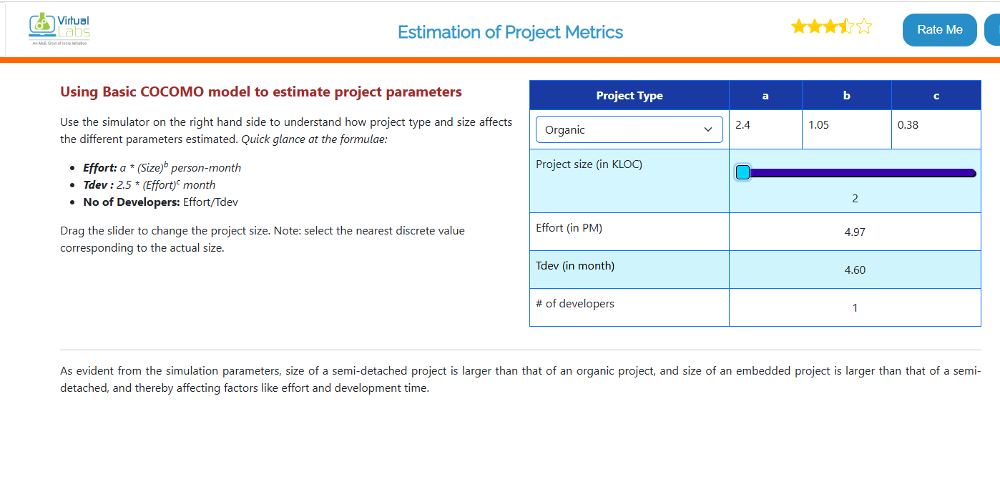 Virtual
Labs
An MoE Govt of India Initiative
Estimation of Project Metrics
Rate Me
Using Basic COCOMO model to estimate project parameters
Use the simulator on the right hand side to understand how project type and size affects
the different parameters estimated. Quick glance at the formulae:
• Effort: a * (Size)^b person-month
• Tdev : 2.5 * (Effort)^c month
• No of Developers: Effort/Tdev
Drag the slider to change the project size. Note: select the nearest discrete value
corresponding to the actual size.
Project Type a b c
Organic 2.4 1.05 0.38
Project size (in KLOC)
2
Effort (in PM) 4.97
Tdev (in month) 4.60
# of developers 1
As evident from the simulation parameters, size of a semi-detached project is larger than that of an organic project, and size of an embedded project is larger than that of a semi-
detached, and thereby affecting factors like effort and development time.